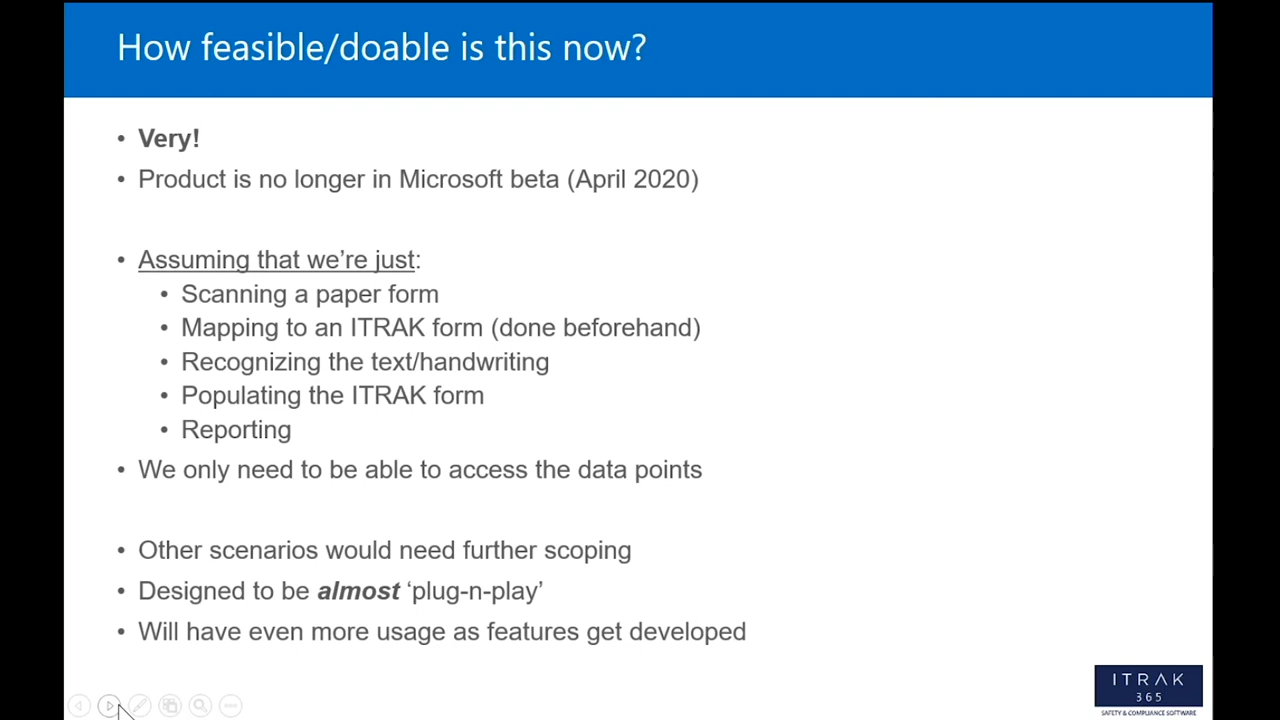 How feasible/doable is this now?
• Very!
• Product is no longer in Microsoft beta (April 2020)
• Assuming that we’re just:
• Scanning a paper form
• Mapping to an ITRAK form (done beforehand)
• Recognizing the text/handwriting
• Populating the ITRAK form
• Reporting
• We only need to be able to access the data points
• Other scenarios would need further scoping
• Designed to be almost ‘plug-n-play’
• Will have even more usage as features get developed
ITRAK
365
SAFETY & COMPLIANCE SOFTWARE